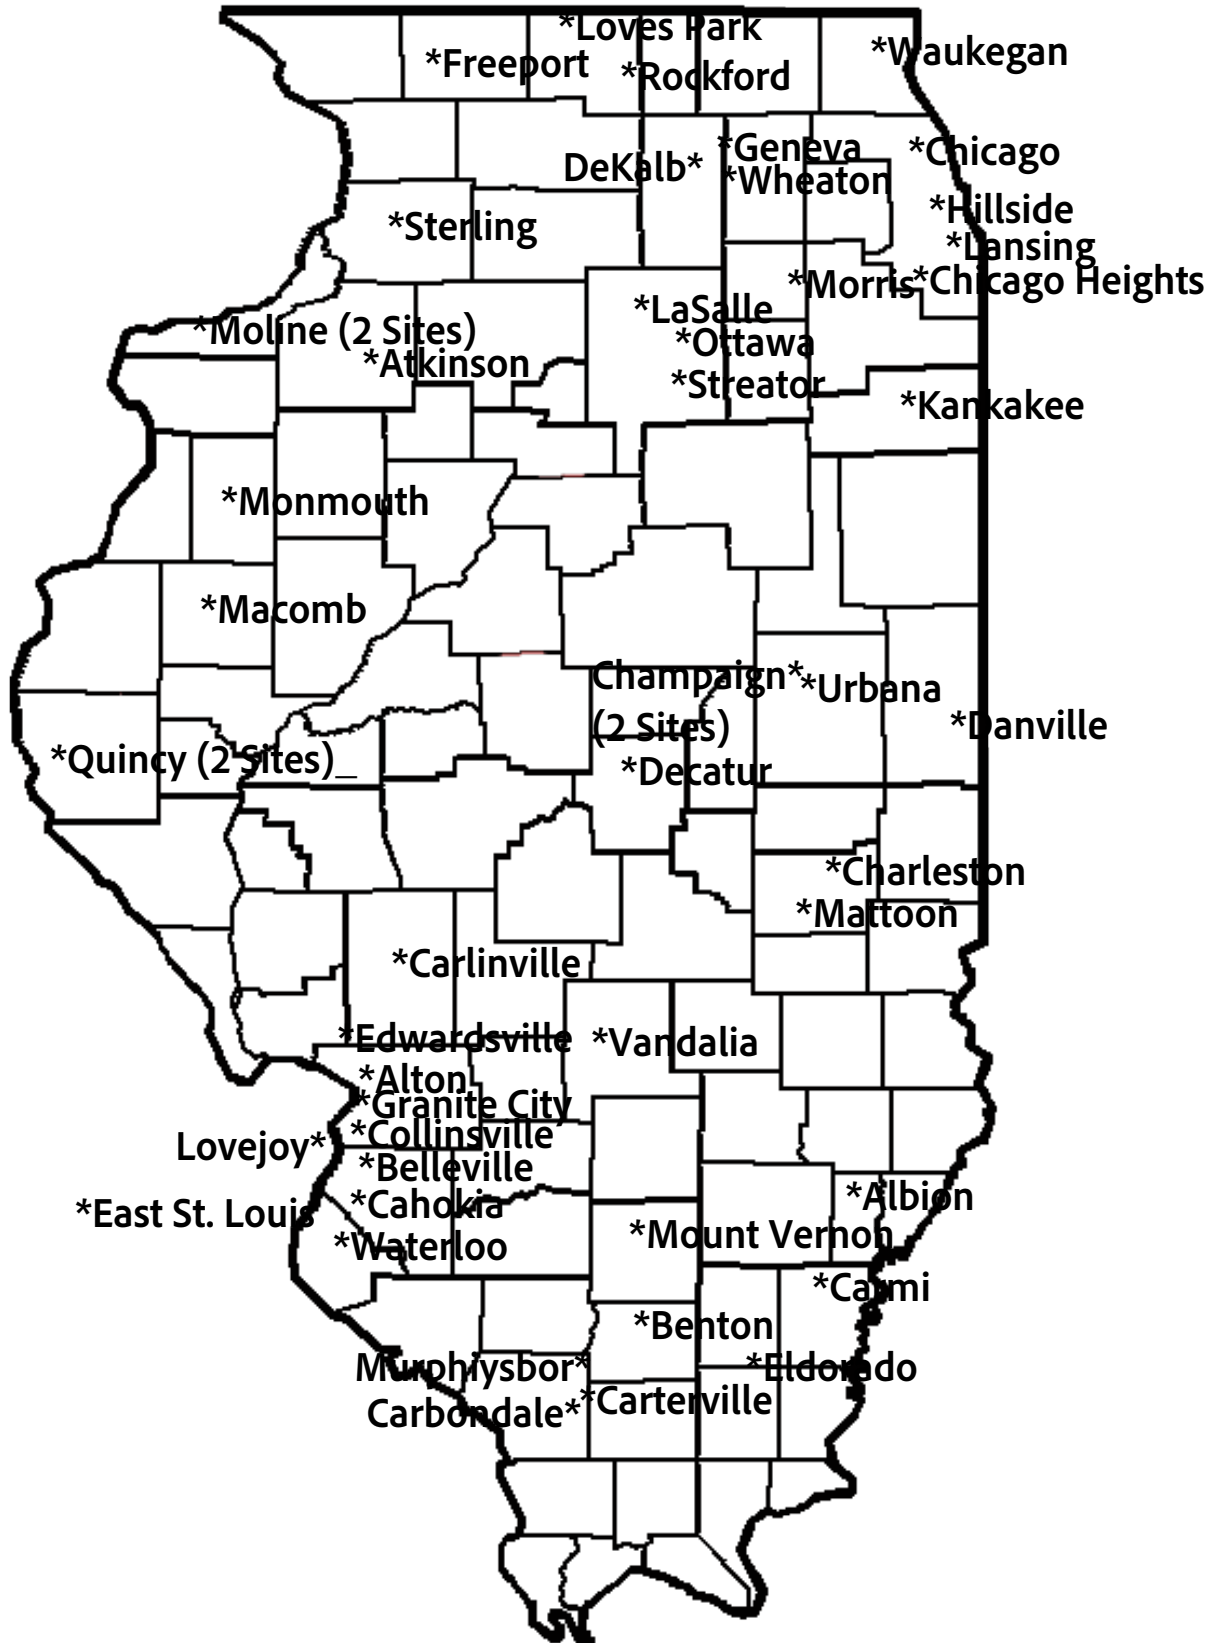 *Loves Park
*Freeport
*Rockford
*Waukegan
*Geneva
*Chicago
DeKalb*
*Wheaton
*Hillside
*Sterling
*Lansing
*Morris
*Chicago Heights
*LaSalle
*Moline (2 Sites)
*Ottawa
*Atkinson
*Streator
*Kankakee
*Monmouth
*Macomb
Champaign*
*Urbana
(2 Sites)
*Danville
*Quincy (2 Sites)_
*Decatur
*Charleston
*Mattoon
*Carlinville
*Edwardsville
*Vandalia
*Alton
*Granite City
*Collinsville
Lovejoy*
*Belleville
*Cahokia
*Albion
*East St. Louis
*Mount Vernon
*Waterloo
*Carmi
*Benton
Murphiysbor*
*Eldorado
*Carterville
Carbondale*